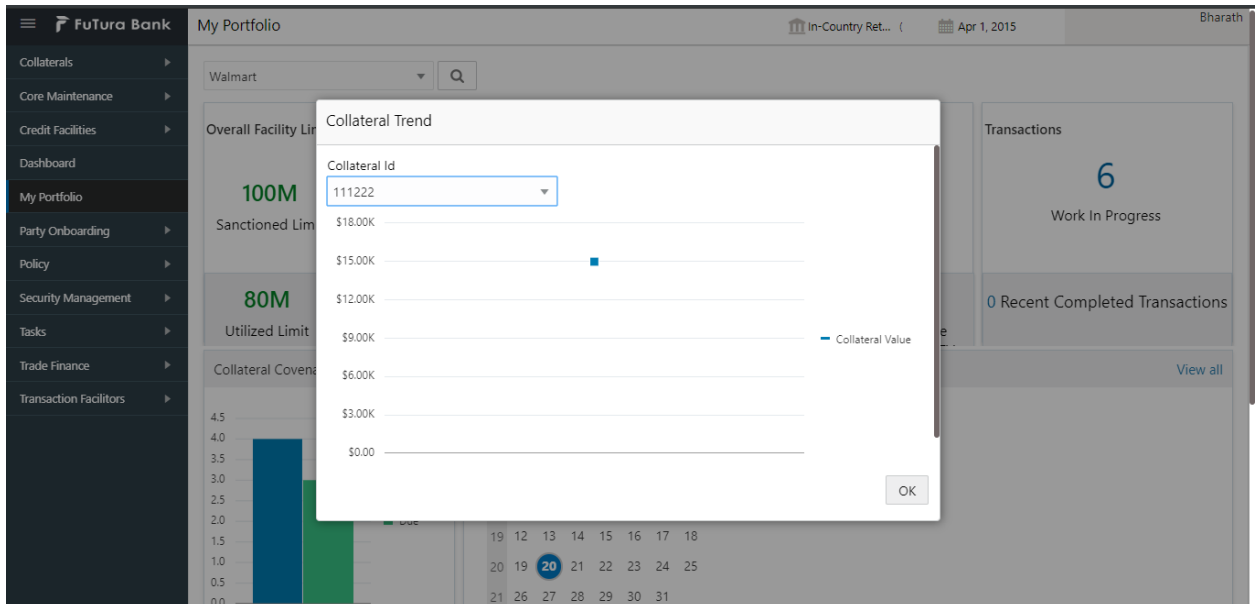 FuTura Bank
My Portfolio
In-Country Ret... (
Apr 1, 2015
Bharath
Collaterals
Core Maintenance
Credit Facilities
Dashboard
My Portfolio
Party Onboarding
Policy
Security Management
Tasks
Trade Finance
Transaction Facilitors
Walmart
Overall Facility Lim
100M
Sanctioned Lim
80M
Utilized Limit
Collateral Trend
Collateral Id
111222
$18.00K
$15.00K
$12.00K
$9.00K
$6.00K
$3.00K
$0.00
Collateral Value
OK
Transactions
6
Work In Progress
0 Recent Completed Transactions
e
Collateral Covena
View all
4.5
4.0
3.5
3.0
2.5
2.0
1.5
1.0
0.5
0.0
Due
19 12 13 14 15 16 17 18
20 19 20 21 22 23 24 25
21 26 27 28 29 30 31